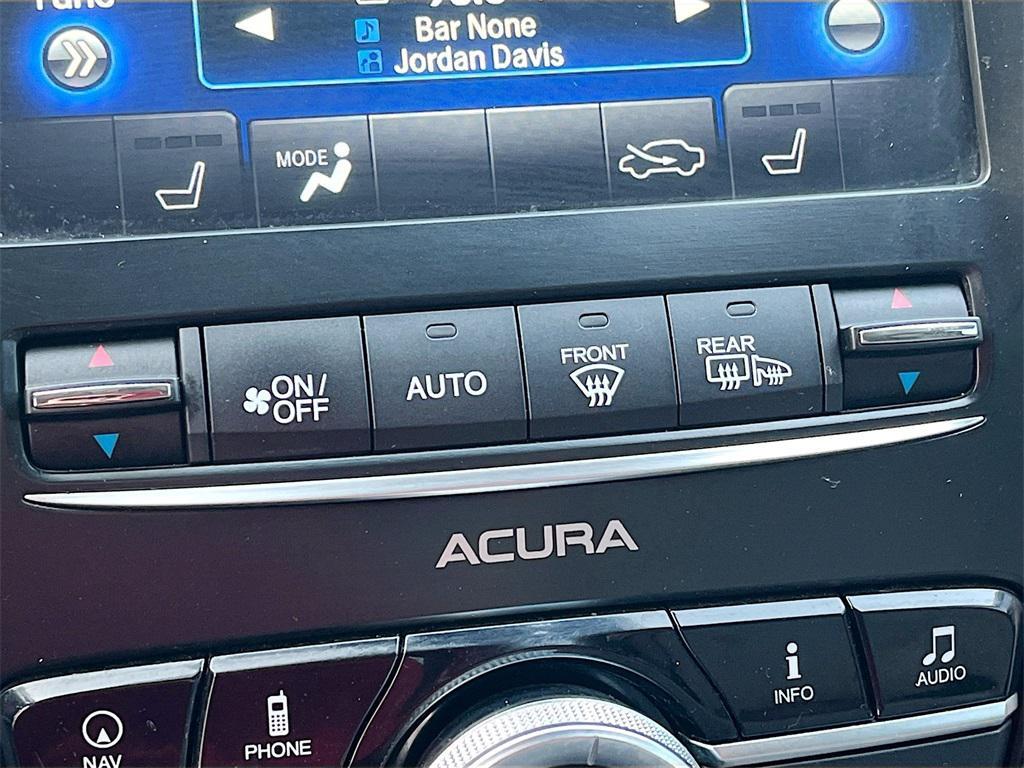 Tune
Bar None
Jordan Davis
MODE
ON/
OFF
AUTO
FRONT
REAR
ACURA
NAV
PHONE
INFO
AUDIO